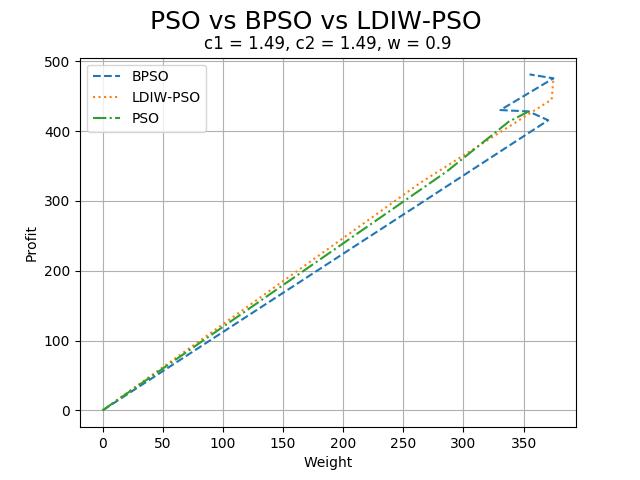 PSO vs BPSO vs LDIW-PSO
c1 = 1.49, c2 = 1.49, w = 0.9
BPSO
LDIW-PSO
PSO
500
400
300
200
100
0
Profit
0 50 100 150 200 250 300 350
Weight